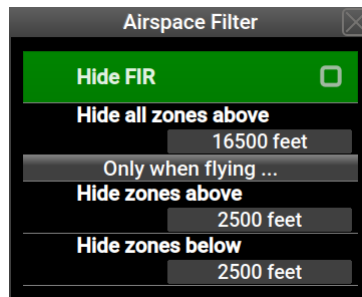 Airspace Filter
Hide FIR
Hide all zones above
16500 feet
Only when flying ...
Hide zones above
2500 feet
Hide zones below
2500 feet